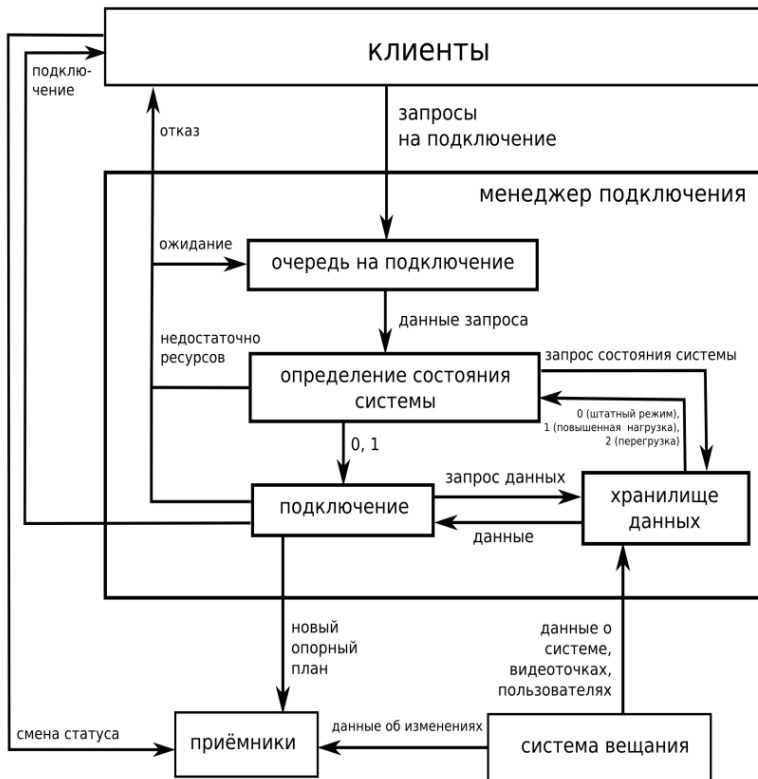 клиенты
подклю-
чение
запросы
на подключение
отказ
менеджер подключения
ожидание
очередь на подключение
данные запроса
недостаточно
ресурсов
запрос состояния системы
определение состояния
системы
0 (штатный режим),
1 (повышенная нагрузка),
2 (перегрузка)
0, 1
запрос данных
хранилище
данных
подключение
данные
новый
опорный
план
данные о
системе,
видеоточках,
пользователях
смена статуса
приёмники
данные об изменениях
система вещания